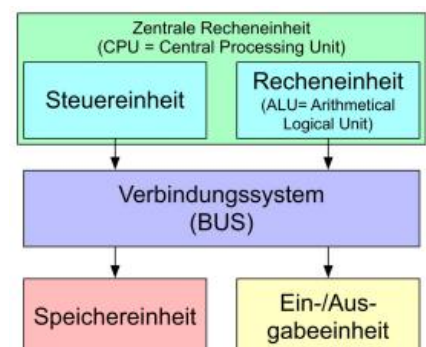 Zentrale Recheneinheit
(CPU = Central Processing Unit)
Steuereinheit
Recheneinheit
(ALU= Arithmetical
Logical Unit)
Verbindungssystem
(BUS)
Speichereinheit
Ein-/Aus-
gabeeinheit